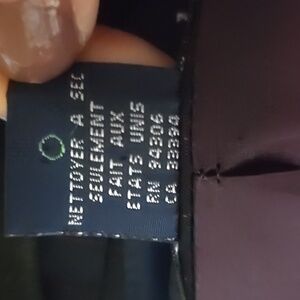 NETTOYER A SEC
SEULEMENT
FAIT AUX
ETATS UNIS
RN 94306
CA 33394